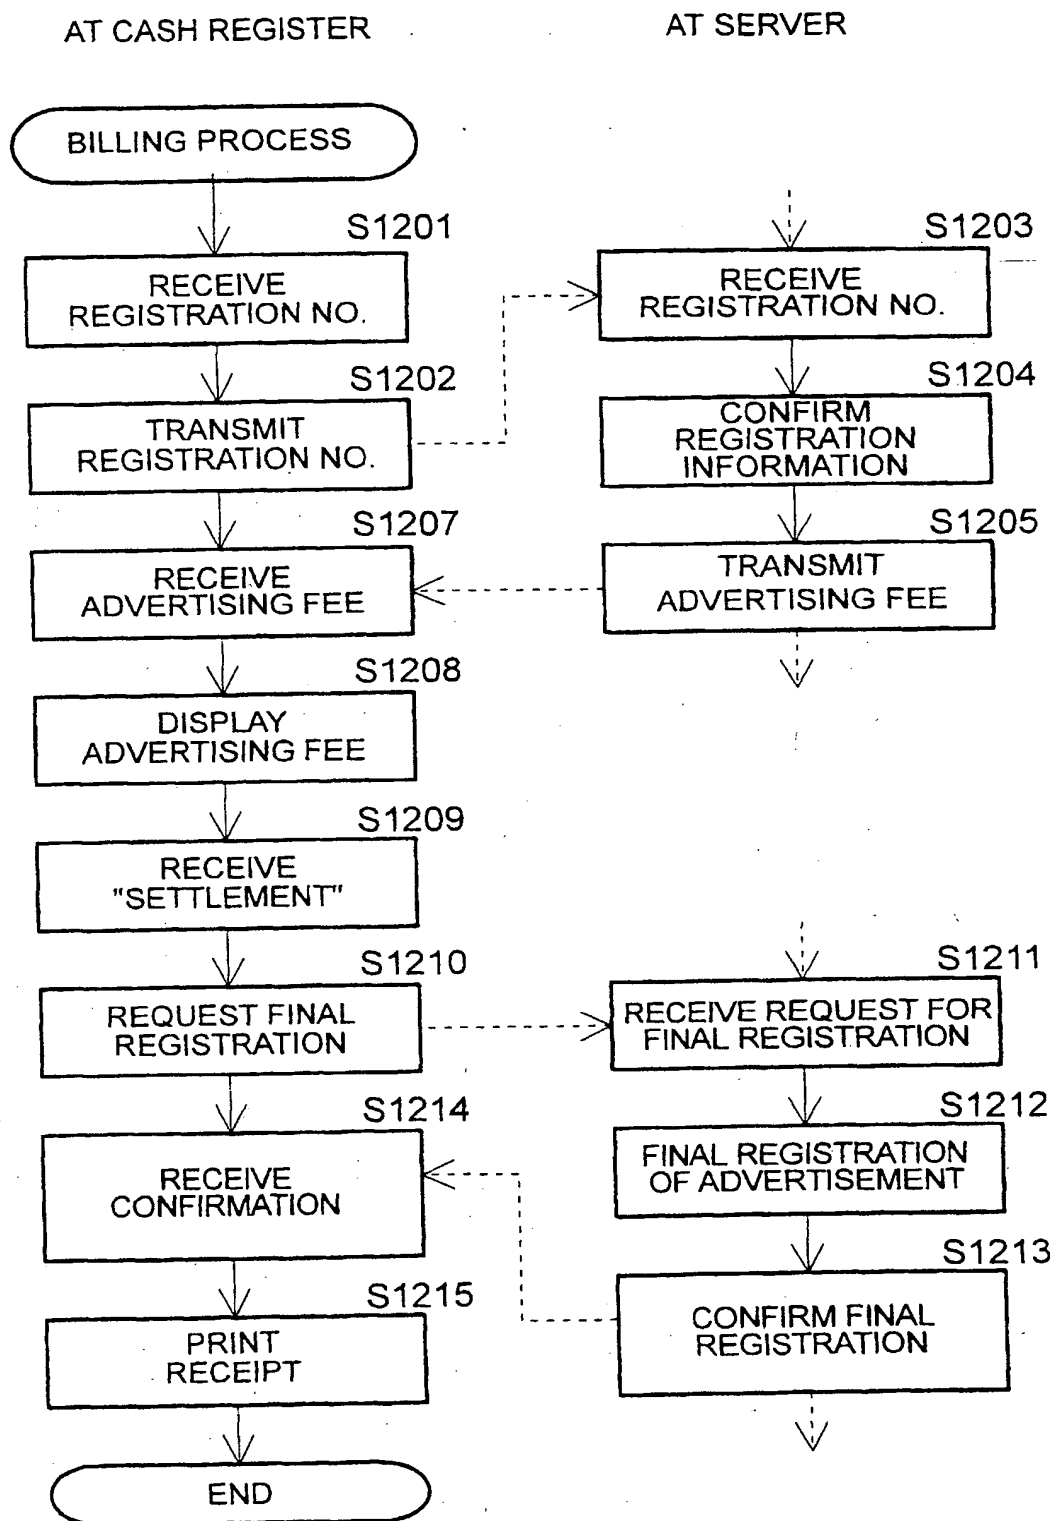 AT CASH REGISTER
AT SERVER
BILLING PROCESS
S1201
RECEIVE
REGISTRATION NO.
S1202
TRANSMIT
REGISTRATION NO.
S1203
RECEIVE
REGISTRATION NO.
S1204
CONFIRM
REGISTRATION
INFORMATION
S1205
TRANSMIT
ADVERTISING FEE
S1207
RECEIVE
ADVERTISING FEE
S1208
DISPLAY
ADVERTISING FEE
S1209
RECEIVE
"SETTLEMENT"
S1210
REQUEST FINAL
REGISTRATION
S1211
RECEIVE REQUEST FOR
FINAL REGISTRATION
S1212
FINAL REGISTRATION
OF ADVERTISEMENT
S1213
CONFIRM FINAL
REGISTRATION
S1214
RECEIVE
CONFIRMATION
S1215
PRINT
RECEIPT
END